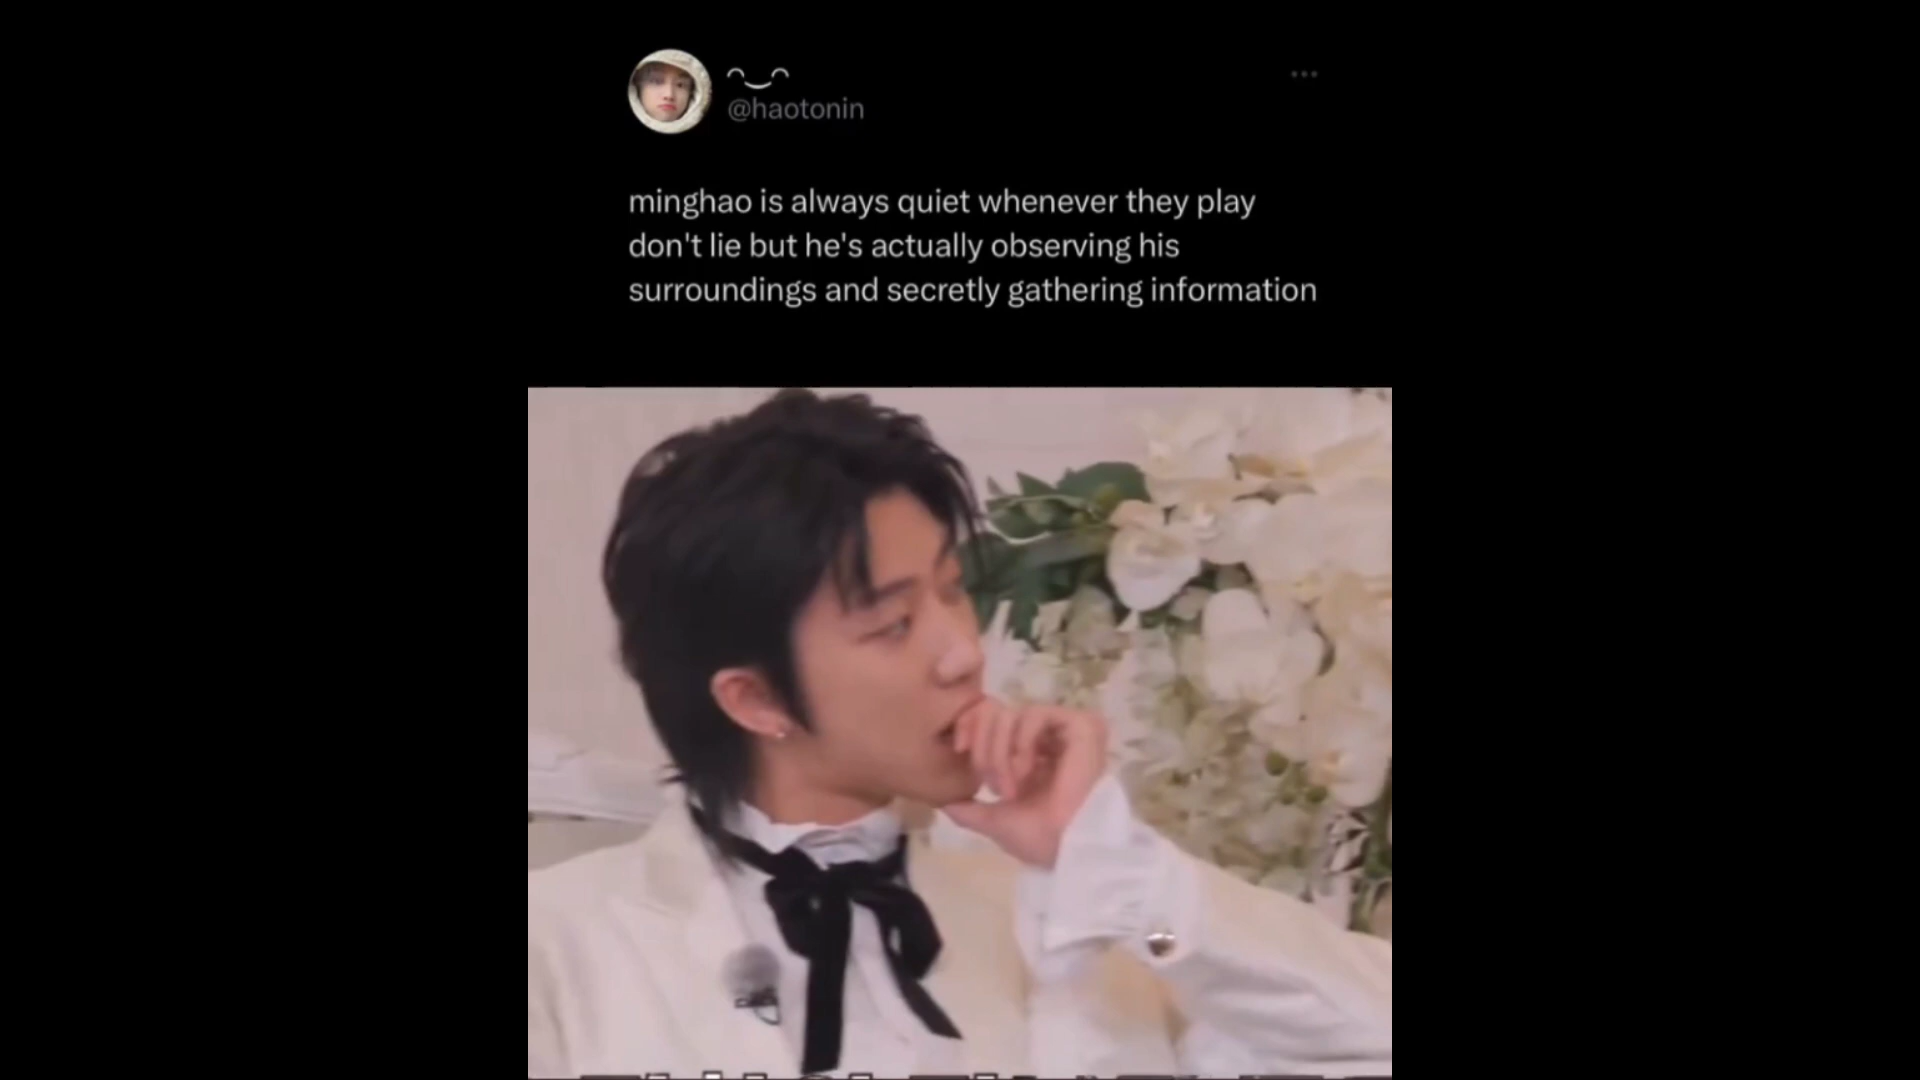 @haotonin
minghao is always quiet whenever they play
don't lie but he's actually observing his
surroundings and secretly gathering information